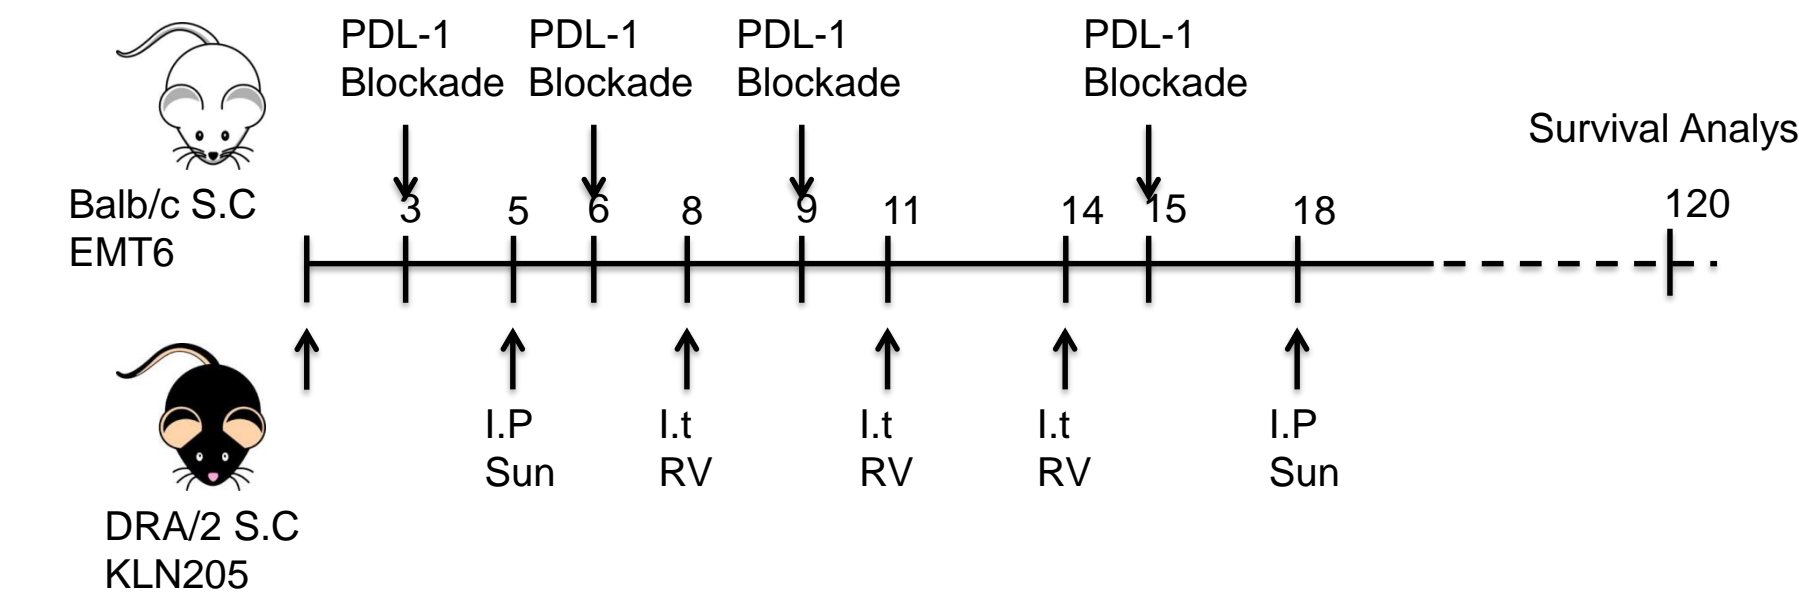 PDL-1
Blockade
PDL-1
Blockade
PDL-1
Blockade
PDL-1
Blockade
Survival Analys
Balb/c S.C
EMT6
3
5
6
8
9
11
14
15
18
120
I.P
Sun
I.t
RV
I.t
RV
I.t
RV
I.P
Sun
DRA/2 S.C
KLN205